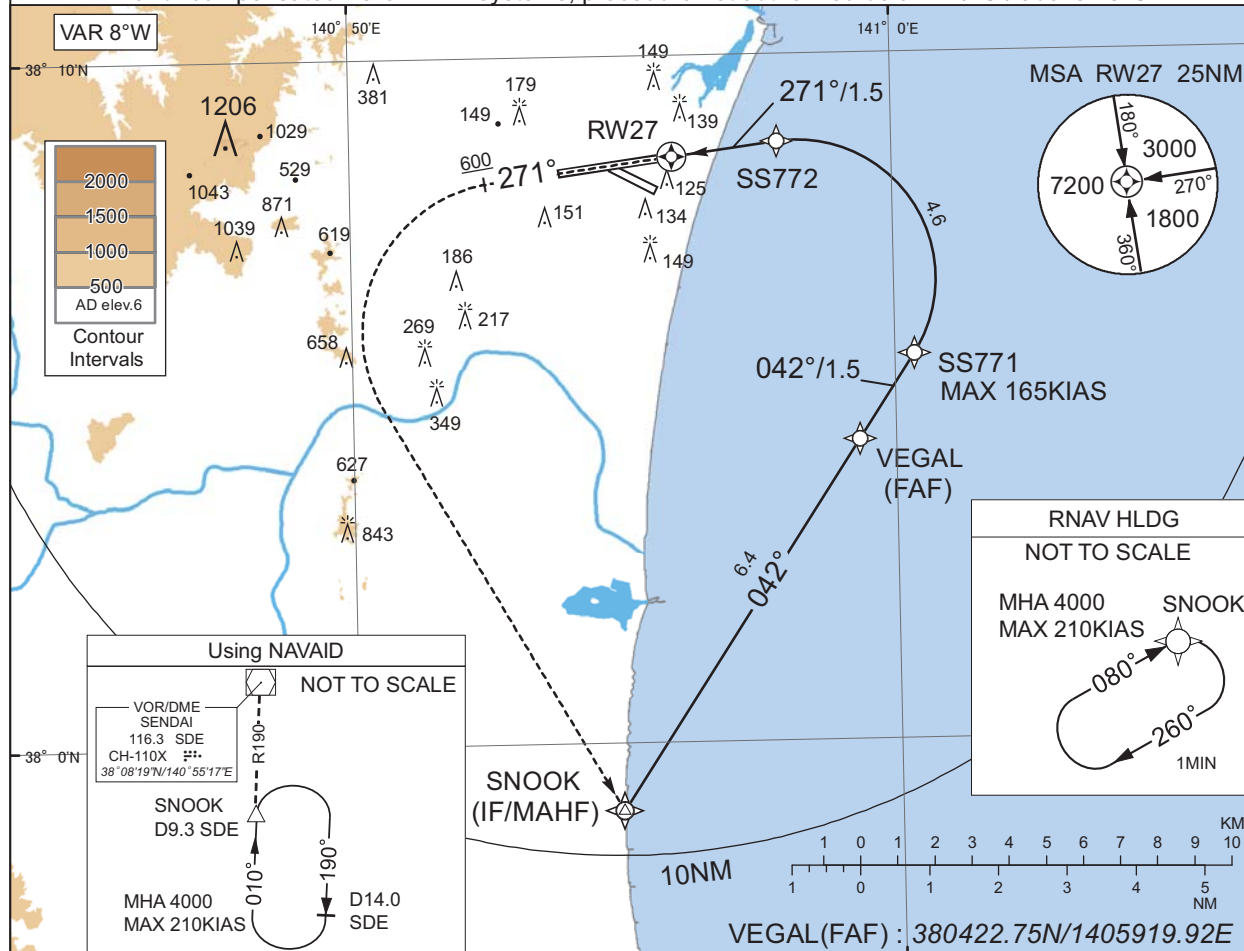 VAR 8°W
140° 50'E
141° 0'E
38° 10'N
MSA RW27 25NM
180°
3000
7200
270°
1800
360°
381
149
179
149
139
271°/1.5
RW27
SS772
600
271°
125
134
151
149
4.6
1206
1029
529
1043
871
1039
619
2000
1500
1000
500
AD elev.6
Contour
Intervals
186
217
269
658
349
627
843
SS771
MAX 165KIAS
042°/1.5
VEGAL
(FAF)
6.4
042°
RNAV HLDG
NOT TO SCALE
MHA 4000
MAX 210KIAS
SNOOK
080°
260°
1MIN
Using NAVAID
NOT TO SCALE
VOR/DME
SENDAI
116.3 SDE
CH-110X
38°08'19"N/140°55'17"E
R190
SNOOK
D9.3 SDE
010°
190°
MHA 4000
MAX 210KIAS
D14.0
SDE
38° 0'N
SNOOK
(IF/MAHF)
10NM
KM
1 0 1 2 3 4 5 6 7 8 9 10
1 0 1 2 3 4 5
NM
VEGAL(FAF) : 380422.75N/1405919.92E